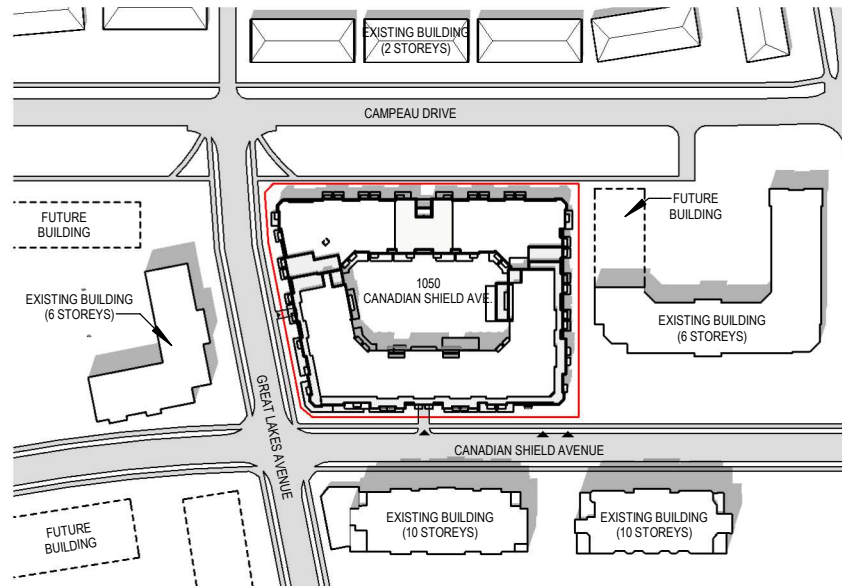 EXISTING BUILDING
(2 STOREYS)
CAMPEAU DRIVE
FUTURE
BUILDING
FUTURE
BUILDING
1050
CANADIAN SHIELD AVE.
EXISTING BUILDING
(6 STOREYS)
EXISTING BUILDING
(6 STOREYS)
GREAT LAKES AVENUE
CANADIAN SHIELD AVENUE
EXISTING BUILDING
(10 STOREYS)
EXISTING BUILDING
(10 STOREYS)
FUTURE
BUILDING